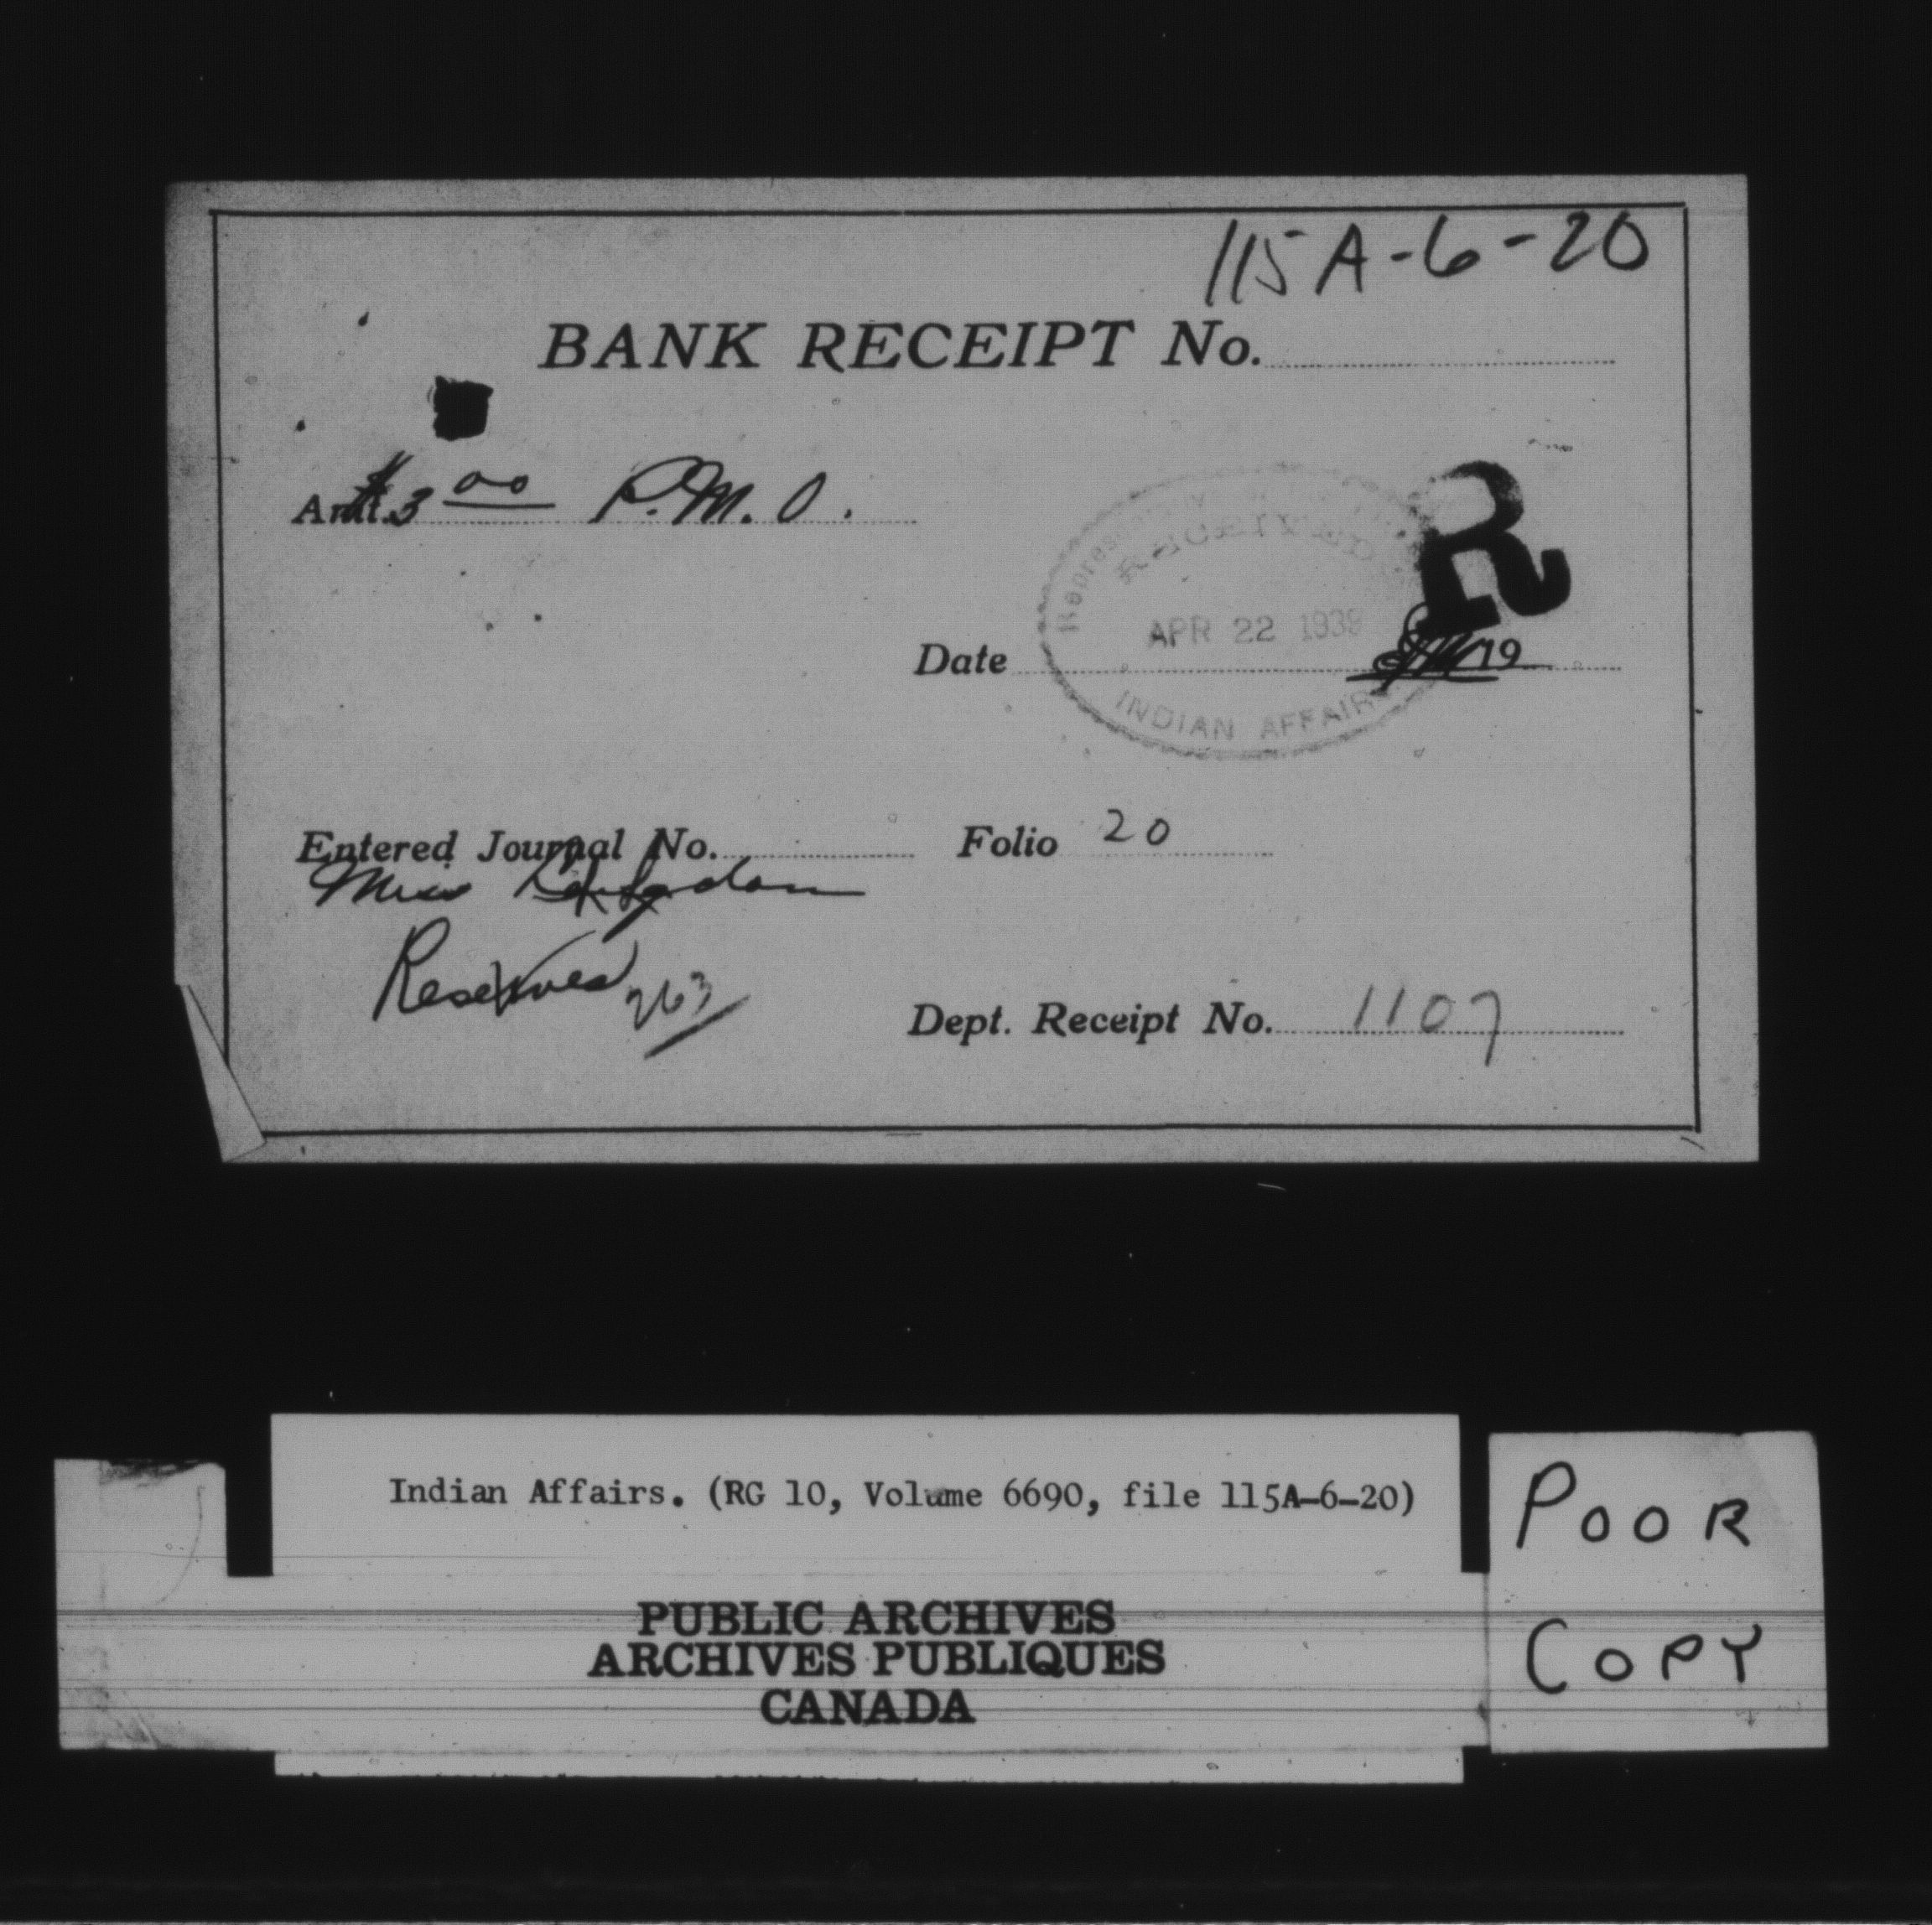 115A-6-20
BANK RECEIPT No.
Amt. $3 00 P.M.O.
RECEIVED
APR 22 1938
INDIAN AFFAIRS
R
Date 19
Entered Journal No. Folio 20
Miss
Reserves 263
Dept. Receipt No. 1107
Indian Affairs. (RG 10, Volume 6690, file 115A-6-20)
PUBLIC ARCHIVES
ARCHIVES PUBLIQUES
CANADA
POOR
COPY